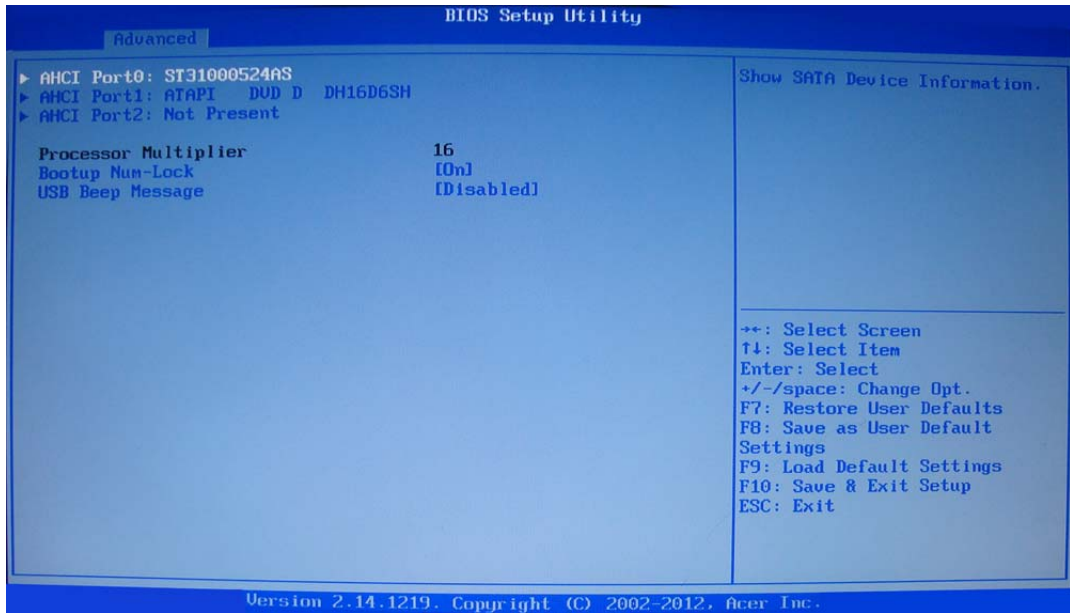 BIOS Setup Utility
Advanced
► AHCI Port0: ST31000524AS
► AHCI Port1: ATAPI DVD D DH16D6SH
► AHCI Port2: Not Present
Processor Multiplier 16
Bootup Num-Lock [On]
USB Beep Message [Disabled]
Show SATA Device Information.
→←: Select Screen
↑↓: Select Item
Enter: Select
+/-/space: Change Opt.
F7: Restore User Defaults
F8: Save as User Default
Settings
F9: Load Default Settings
F10: Save & Exit Setup
ESC: Exit
Version 2.14.1219. Copyright (C) 2002-2012, Acer Inc.